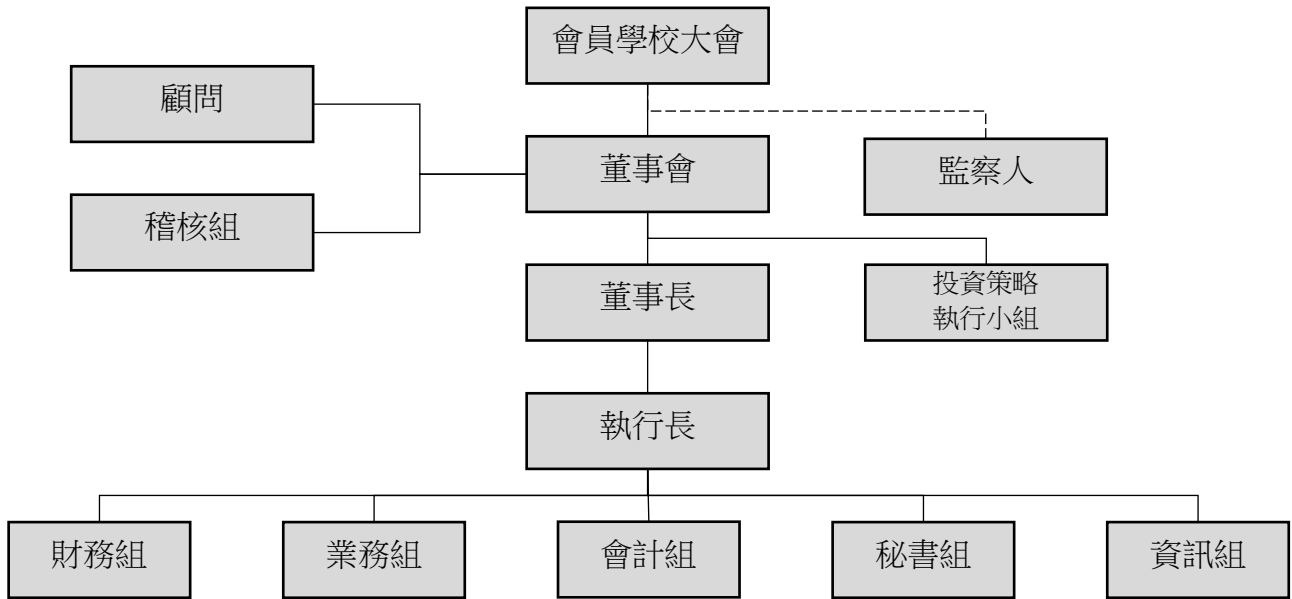 會員學校大會
顧問
董事會
監察人
稽核組
董事長
投資策略
執行小組
執行長
財務組
業務組
會計組
秘書組
資訊組